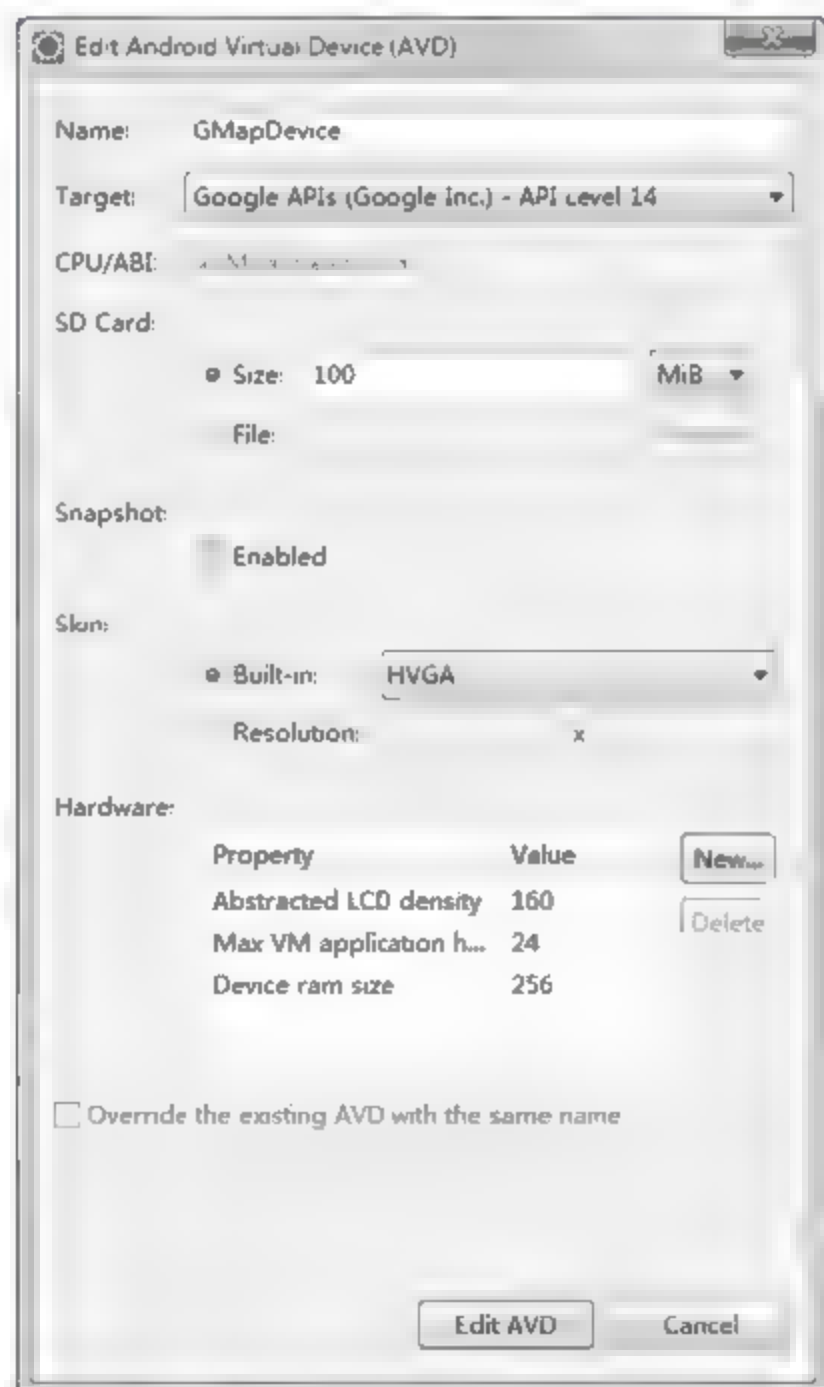 Edit Android Virtual Device (AVD)
Name: GMapDevice
Target: Google APIs (Google Inc.) - API Level 14
CPU/ABI:
SD Card:
Size: 100 MiB
File:
Snapshot:
Enabled
Skin:
Built-in: HVGA
Resolution: x
Hardware:
Property Value New...
Abstracted LCD density 160
Delete
Max VM application h... 24
Device ram size 256
Override the existing AVD with the same name
Edit AVD Cancel